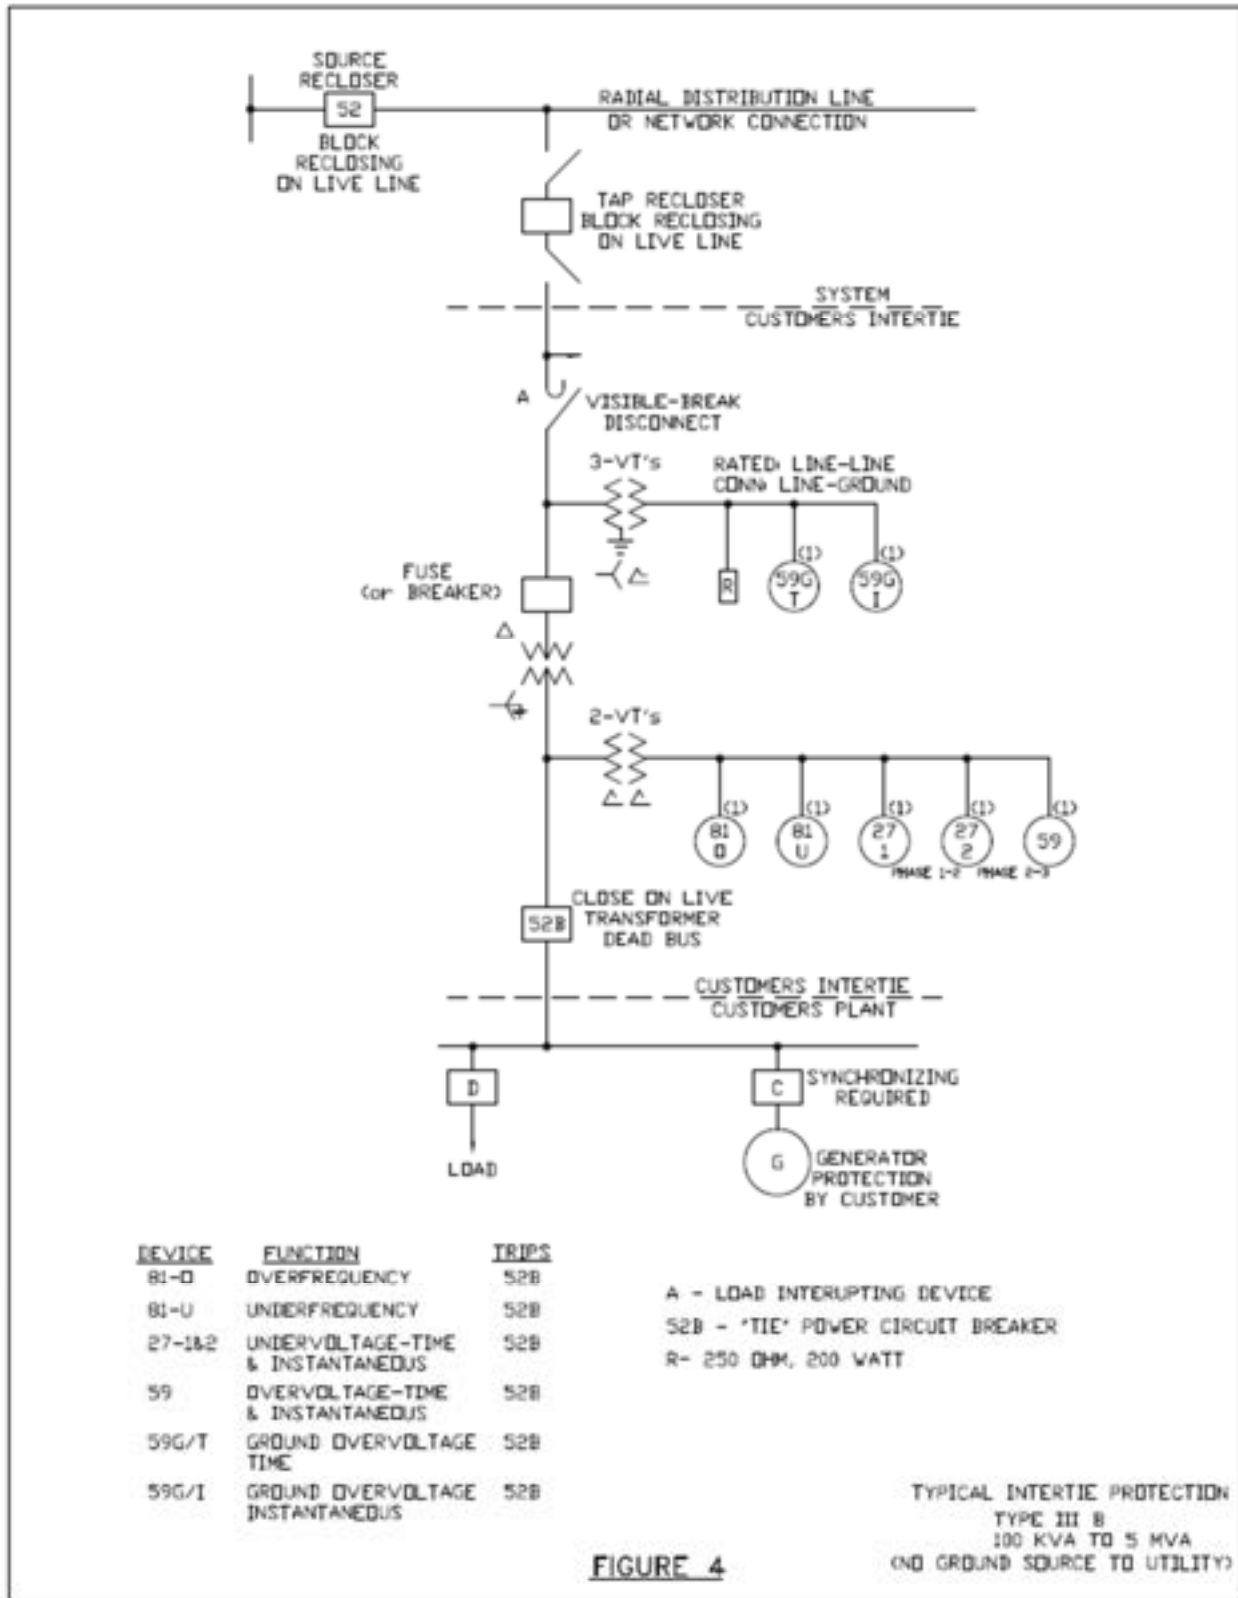 SOURCE
RECLOSER
52
BLOCK
RECLOSING
ON LIVE LINE
RADIAL DISTRIBUTION LINE
OR NETWORK CONNECTION
TAP RECLOSER
BLOCK RECLOSING
ON LIVE LINE
SYSTEM
CUSTOMERS INTERTIE
A
VISIBLE-BREAK
DISCONNECT
3-VT's
RATED: LINE-LINE
CONN: LINE-GROUND
FUSE
(or BREAKER)
R
(1)
59G
T
(1)
59G
I
2-VT's
(1)
81
O
(1)
81
U
(1)
27
1
(1)
27
2
(1)
59
PHASE 1-2 PHASE 2-3
52B
CLOSE ON LIVE
TRANSFORMER
DEAD BUS
CUSTOMERS INTERTIE
CUSTOMERS PLANT
D
LOAD
C
SYNCHRONIZING
REQUIRED
G
GENERATOR
PROTECTION
BY CUSTOMER
DEVICE FUNCTION TRIPS
81-O OVERFREQUENCY 52B
81-U UNDERFREQUENCY 52B
27-1&2 UNDERVOLTAGE-TIME 52B
& INSTANTANEOUS
59 OVERVOLTAGE-TIME 52B
& INSTANTANEOUS
59G/T GROUND OVERVOLTAGE 52B
TIME
59G/I GROUND OVERVOLTAGE 52B
INSTANTANEOUS
A - LOAD INTERUPTING DEVICE
52B - "TIE" POWER CIRCUIT BREAKER
R- 250 OHM, 200 WATT
TYPICAL INTERTIE PROTECTION
TYPE III B
100 KVA TO 5 MVA
(NO GROUND SOURCE TO UTILITY)
FIGURE 4